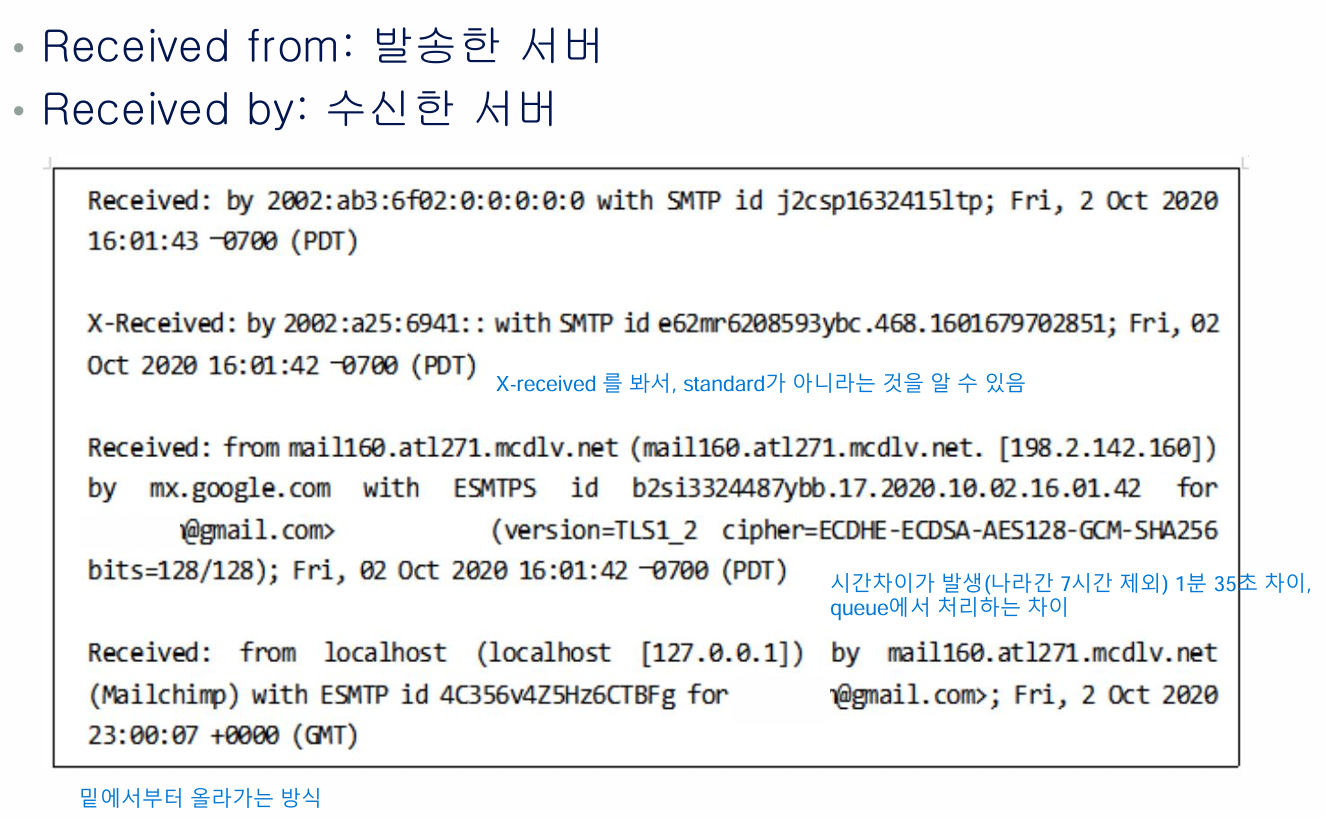 • Received from: 발송한 서버
• Received by: 수신한 서버
Received: by 2002:ab3:6f02:0:0:0:0:0 with SMTP id j2csp1632415ltp; Fri, 2 Oct 2020
16:01:43 -0700 (PDT)
X-Received: by 2002:a25:6941:: with SMTP id e62mr6208593ybc.468.1601679702851; Fri, 02
Oct 2020 16:01:42 -0700 (PDT)
X-received 를 봐서, standard가 아니라는 것을 알 수 있음
Received: from mail160.atl271.mcdlv.net (mail160.atl271.mcdlv.net. [198.2.142.160])
by mx.google.com with ESMTPS id b2si3324487ybb.17.2020.10.02.16.01.42 for
@gmail.com> (version=TLS1_2 cipher=ECDHE-ECDSA-AES128-GCM-SHA256
bits=128/128); Fri, 02 Oct 2020 16:01:42 -0700 (PDT)
시간차이가 발생(나라간 7시간 제외) 1분 35초 차이,
queue에서 처리하는 차이
Received: from localhost (localhost [127.0.0.1]) by mail160.atl271.mcdlv.net
(Mailchimp) with ESMTP id 4C356v4Z5Hz6CTBFg for @gmail.com>; Fri, 2 Oct 2020
23:00:07 +0000 (GMT)
밑에서부터 올라가는 방식